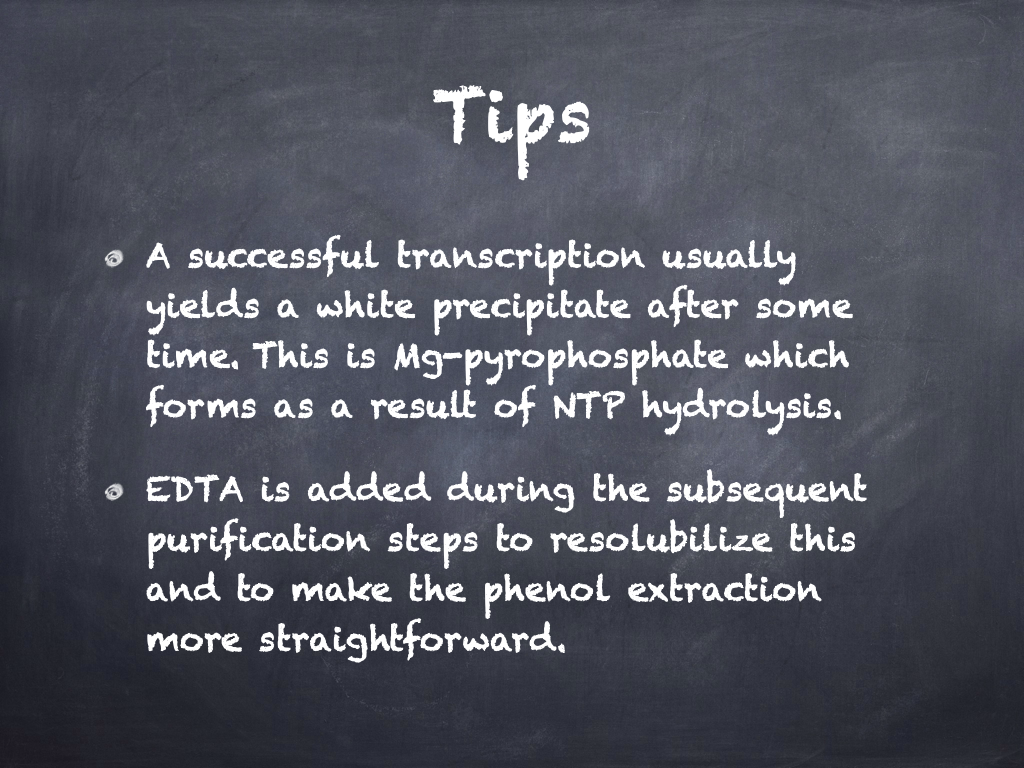 Tips
A successful transcription usually
yields a white precipitate after some
time. This is Mg-pyrophosphate which
forms as a result of NTP hydrolysis.
EDTA is added during the subsequent
purification steps to resolubilize this
and to make the phenol extraction
more straightforward.